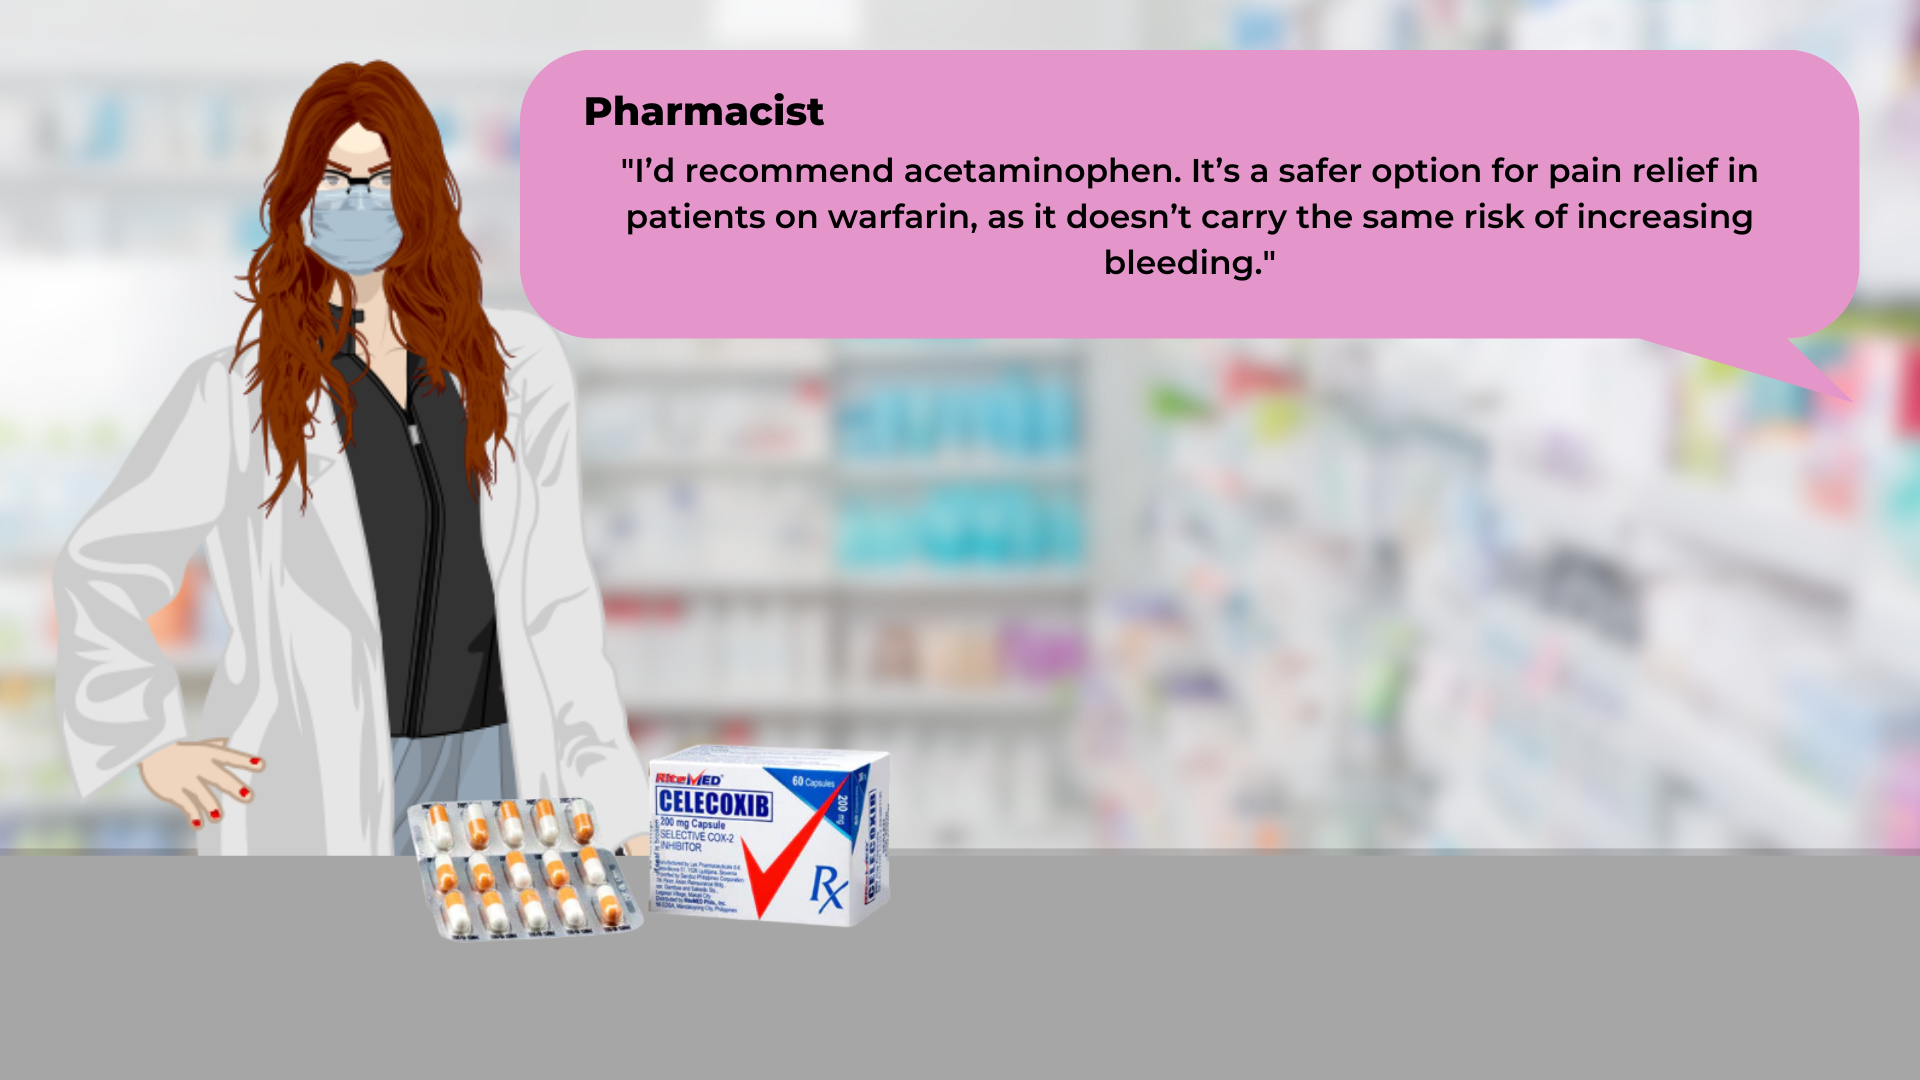 Pharmacist
"I’d recommend acetaminophen. It’s a safer option for pain relief in
patients on warfarin, as it doesn’t carry the same risk of increasing
bleeding."
RiteMED
60 Capsules
CELECOXIB
200 mg
200 mg Capsule
SELECTIVE COX-2
INHIBITOR
Rx
CELECOXIB